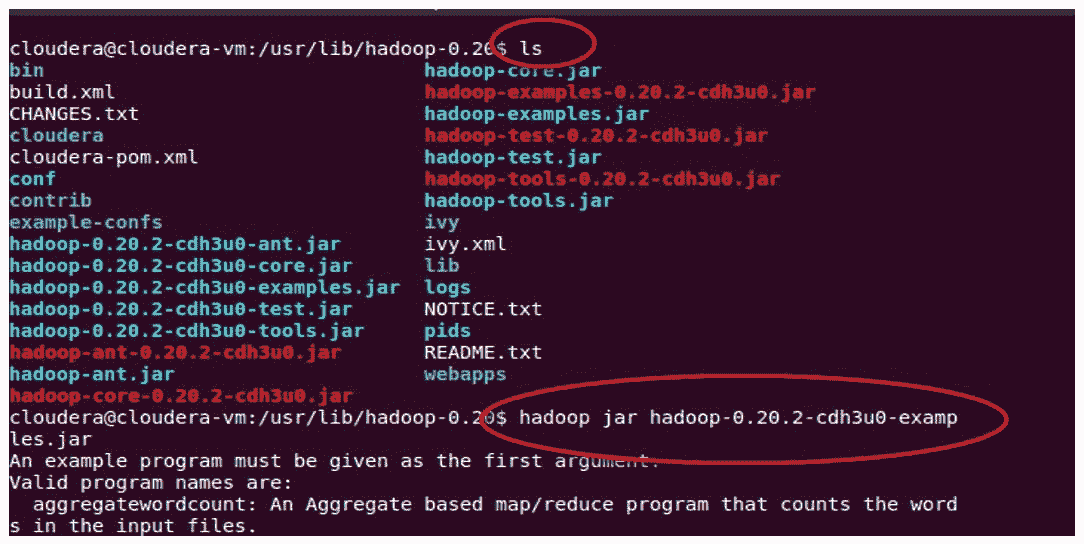 cloudera@cloudera-vm:/usr/lib/hadoop-0.20$ ls
bin hadoop-core.jar
build.xml hadoop-examples-0.20.2-cdh3u0.jar
CHANGES.txt hadoop-examples.jar
cloudera hadoop-test-0.20.2-cdh3u0.jar
cloudera-pom.xml hadoop-test.jar
conf hadoop-tools-0.20.2-cdh3u0.jar
contrib hadoop-tools.jar
example-confs ivy
hadoop-0.20.2-cdh3u0-ant.jar ivy.xml
hadoop-0.20.2-cdh3u0-core.jar lib
hadoop-0.20.2-cdh3u0-examples.jar logs
hadoop-0.20.2-cdh3u0-test.jar NOTICE.txt
hadoop-0.20.2-cdh3u0-tools.jar pids
hadoop-ant-0.20.2-cdh3u0.jar README.txt
hadoop-ant.jar webapps
hadoop-core-0.20.2-cdh3u0.jar
cloudera@cloudera-vm:/usr/lib/hadoop-0.20$ hadoop jar hadoop-0.20.2-cdh3u0-examp
les.jar
An example program must be given as the first argument.
Valid program names are:
  aggregatewordcount: An Aggregate based map/reduce program that counts the word
s in the input files.